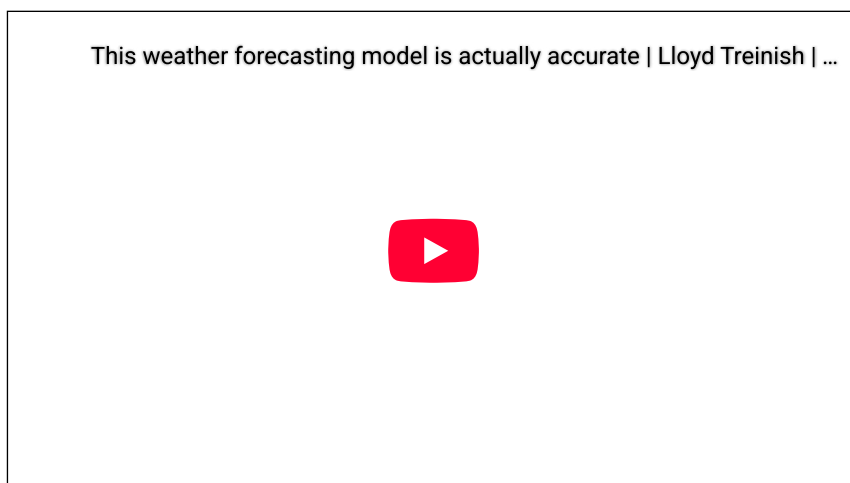 This weather forecasting model is actually accurate | Lloyd Treinish | ...